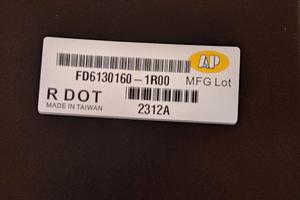 AP
FD6130160-1R00 MFG Lot
R DOT
MADE IN TAIWAN
2312A